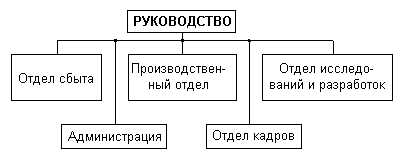 РУКОВОДСТВО
Отдел сбыта
Производствен-
ный отдел
Отдел исследо-
ваний и разработок
Администрация
Отдел кадров